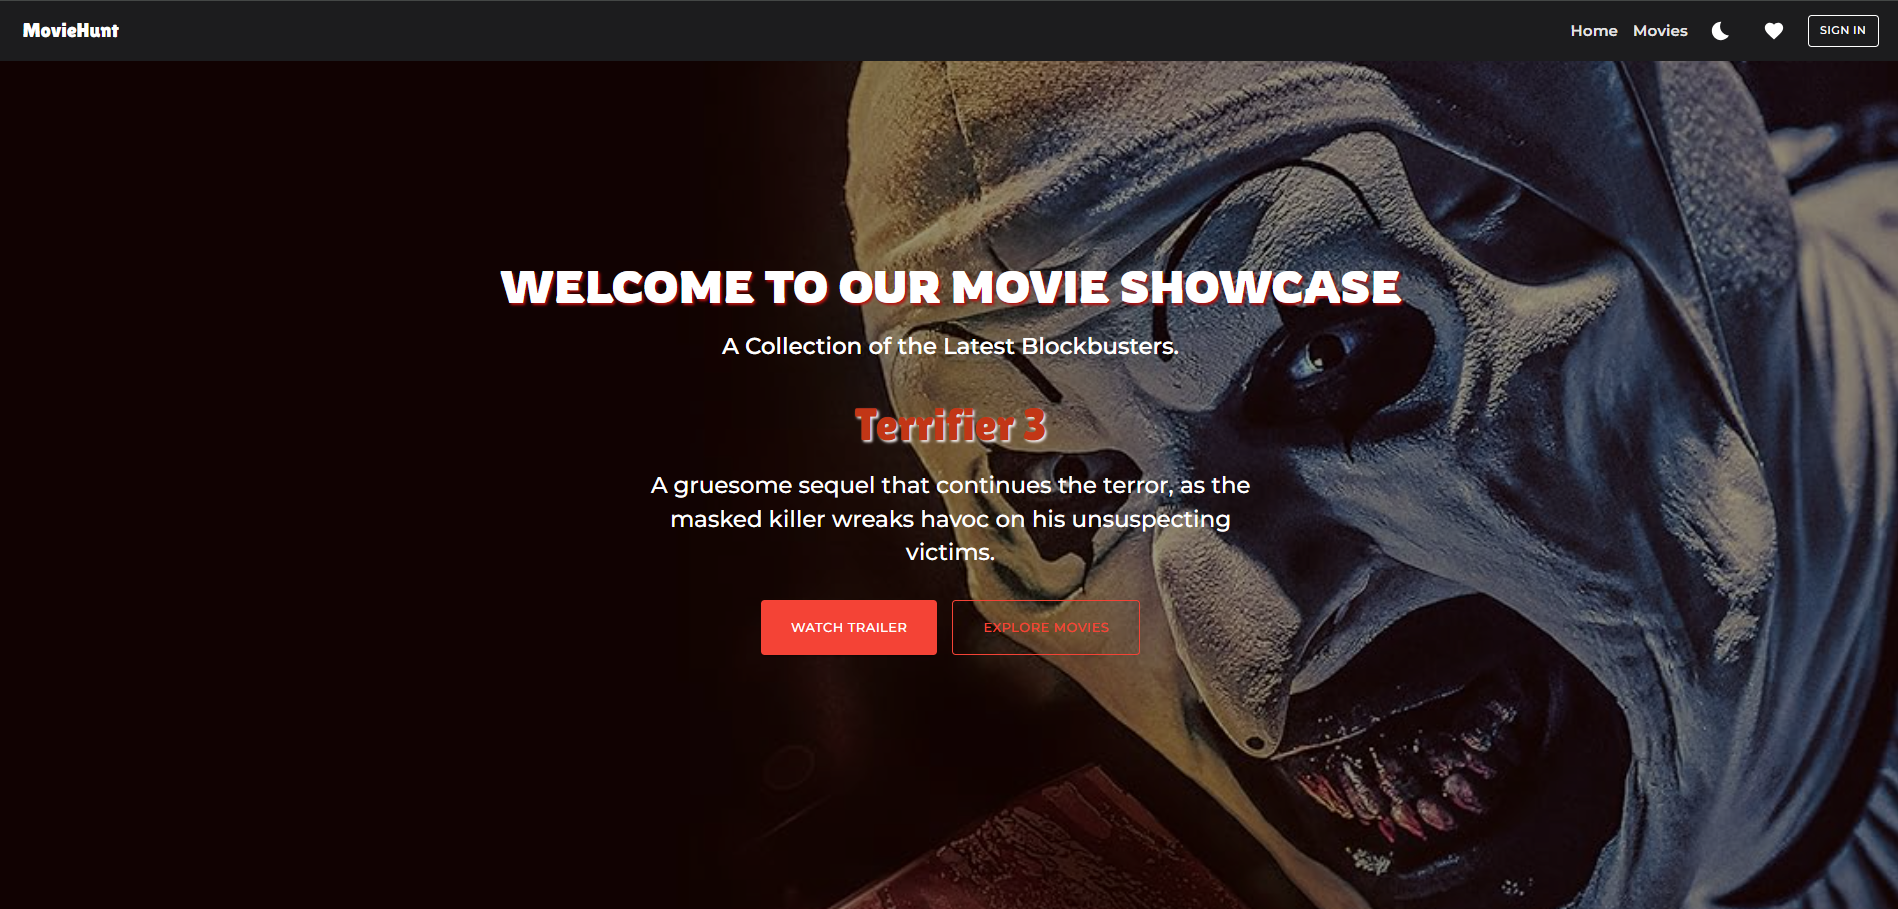 MovieHunt
Home Movies SIGN IN
WELCOME TO OUR MOVIE SHOWCASE
A Collection of the Latest Blockbusters.
Terrifier 3
A gruesome sequel that continues the terror, as the
masked killer wreaks havoc on his unsuspecting
victims.
WATCH TRAILER EXPLORE MOVIES